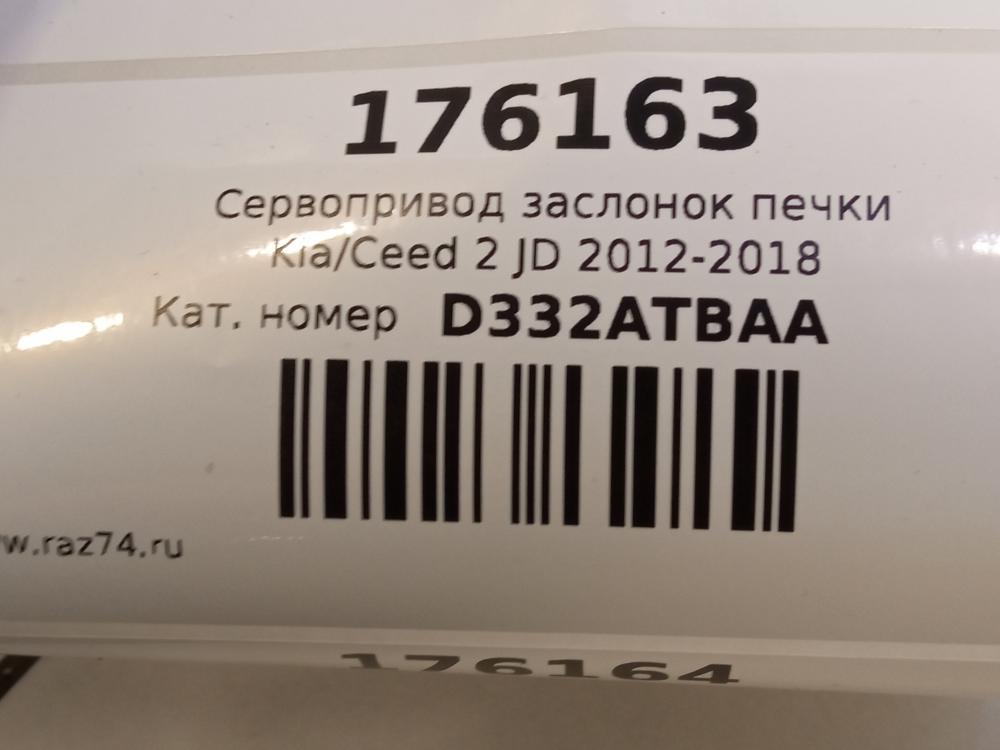 176163
Сервопривод заслонок печки
Kia/Ceed 2 JD 2012-2018
Кат. номер D332ATBAA
w.raz74.ru
176164